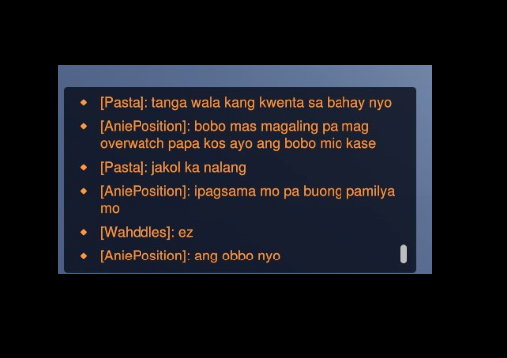 [Pasta]: tanga wala kang kwenta sa bahay nyo
[AniePosition]: bobo mas magaling pa mag
overwatch papa kos ayo ang bobo mio kase
[Pasta]: jakol ka nalang
[AniePosition]: ipagsama mo pa buong pamilya
mo
[Wahddles]: ez
[AniePosition]: ang obbo nyo